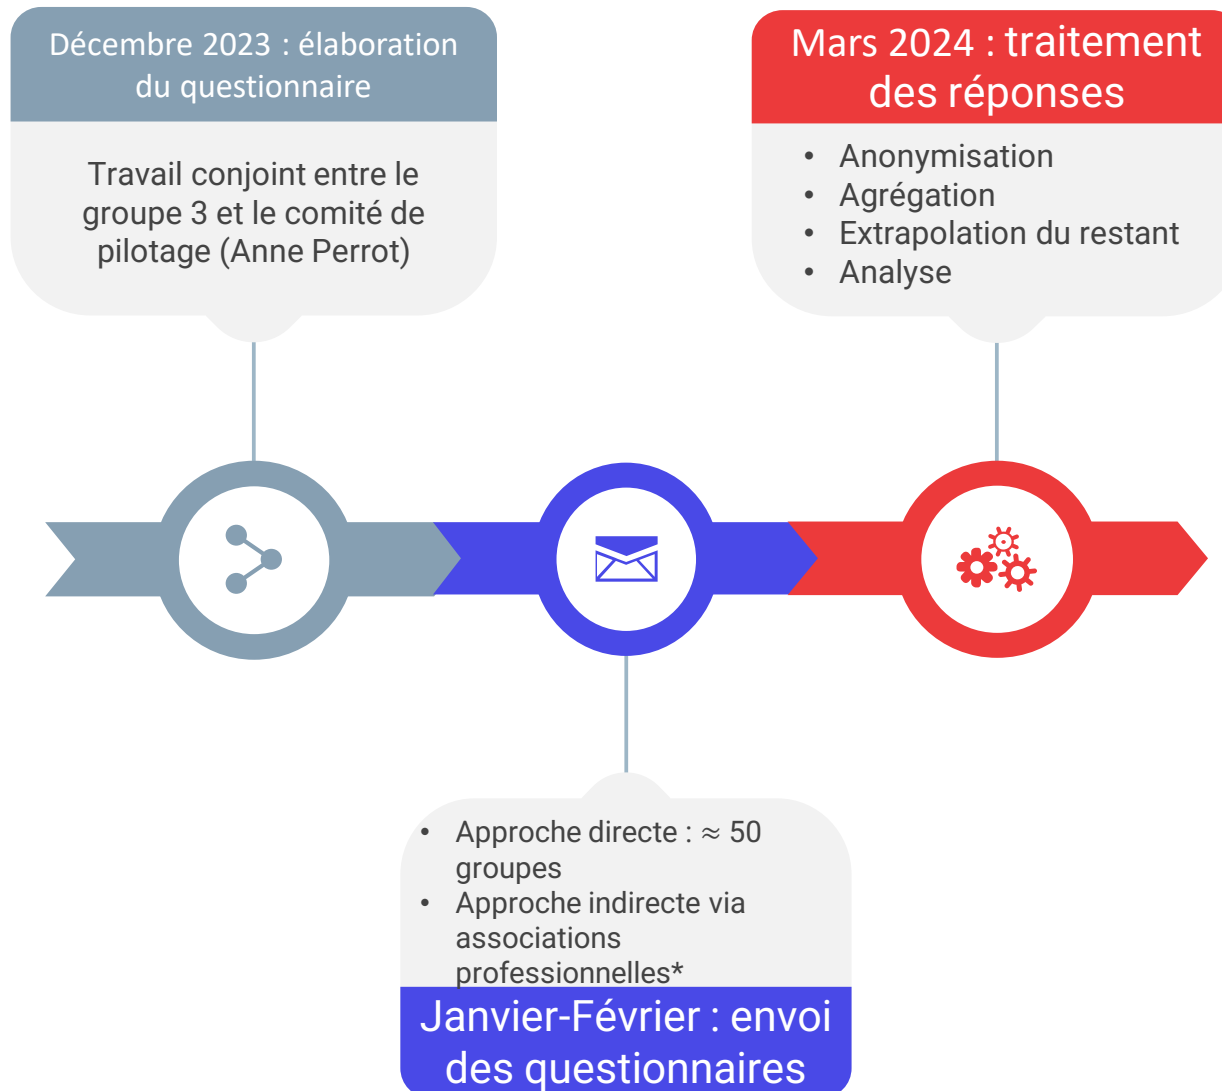 Décembre 2023 : élaboration
du questionnaire
Travail conjoint entre le
groupe 3 et le comité de
pilotage (Anne Perrot)
Mars 2024 : traitement
des réponses
• Anonymisation
• Agrégation
• Extrapolation du restant
• Analyse
• Approche directe : ≈ 50
groupes
• Approche indirecte via
associations
professionnelles*
Janvier-Février : envoi
des questionnaires